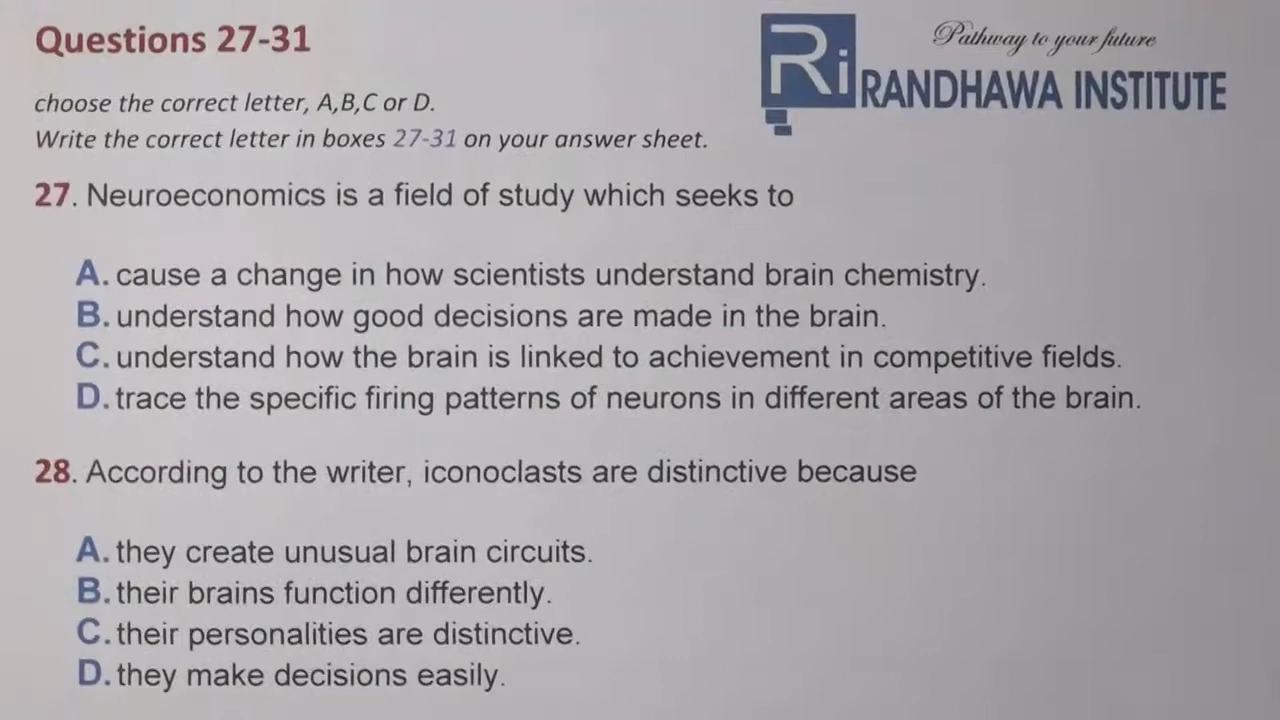 Questions 27-31
Pathway to your future
Ri RANDHAWA INSTITUTE
choose the correct letter, A,B,C or D.
Write the correct letter in boxes 27-31 on your answer sheet.
27. Neuroeconomics is a field of study which seeks to
A. cause a change in how scientists understand brain chemistry.
B. understand how good decisions are made in the brain.
C. understand how the brain is linked to achievement in competitive fields.
D. trace the specific firing patterns of neurons in different areas of the brain.
28. According to the writer, iconoclasts are distinctive because
A. they create unusual brain circuits.
B. their brains function differently.
C. their personalities are distinctive.
D. they make decisions easily.